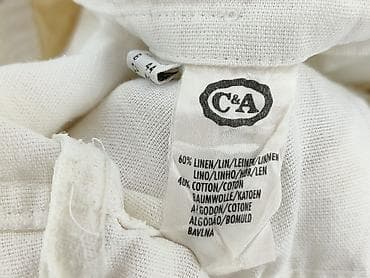 C&A
60% LINEN/LIN/LEINEN/LINNEN
LINO/LINHO/HØR/LEN
40% COTTON/COTON
BAUMWOLLE/KATOEN
ALGODON/COTONE
ALGODÃO/BOMULD
BAVLNA